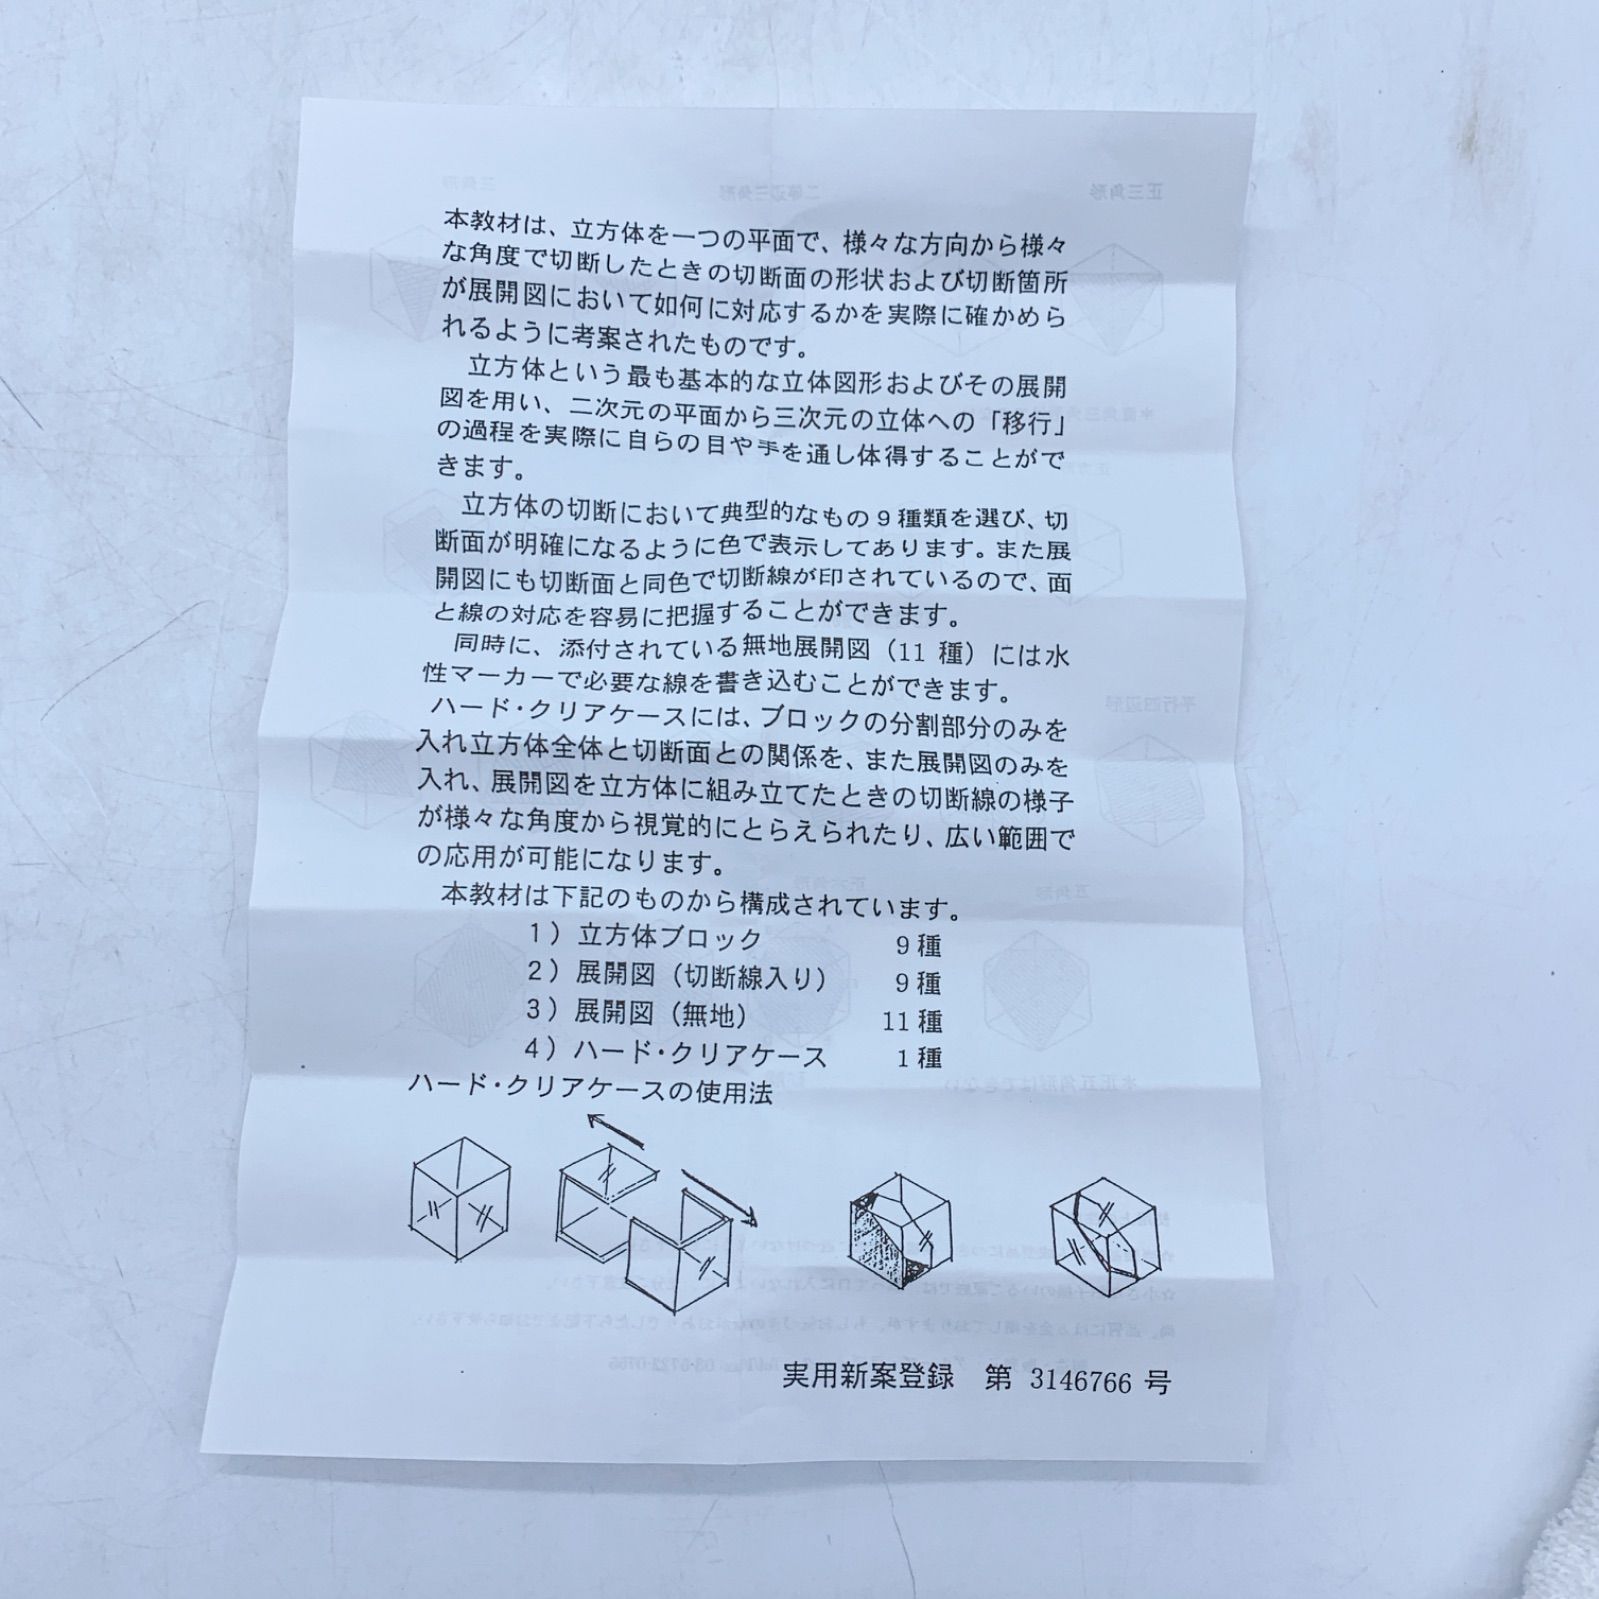 本教材は、立方体を一つの平面で、様々な方向から様々
な角度で切断したときの切断面の形状および切断箇所
が展開図において如何に対応するかを実際に確かめら
れるように考案されたものです。
立方体という最も基本的な立体図形およびその展開
図を用い、二次元の平面から三次元の立体への「移行」
の過程を実際に自らの目や手を通し体得することがで
きます。
立方体の切断において典型的なもの9種類を選び、切
断面が明確になるように色で表示してあります。また展
開図にも切断面と同色で切断線が印されているので、面
と線の対応を容易に把握することができます。
同時に、添付されている無地展開図（11 種）には水
性マーカーで必要な線を書き込むことができます。
ハード・クリアケースには、ブロックの分割部分のみを
入れ立方体全体と切断面との関係を、また展開図のみを
入れ、展開図を立方体に組み立てたときの切断線の様子
が様々な角度から視覚的にとらえられたり、広い範囲で
の応用が可能になります。
本教材は下記のものから構成されています。
1）立方体ブロック 9種
2）展開図（切断線入り） 9種
3）展開図（無地） 11種
4）ハード・クリアケース 1種
ハード・クリアケースの使用法
実用新案登録 第 3146766 号